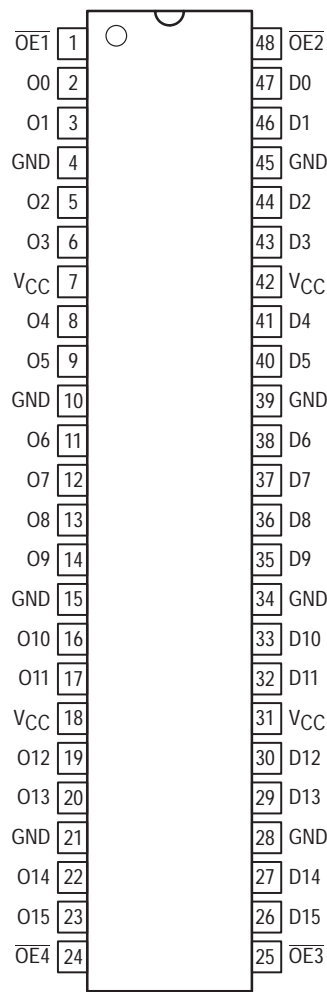 O̅E̅1̅ 1 48 O̅E̅2̅
O0 2 47 D0
O1 3 46 D1
GND 4 45 GND
O2 5 44 D2
O3 6 43 D3
VCC 7 42 VCC
O4 8 41 D4
O5 9 40 D5
GND 10 39 GND
O6 11 38 D6
O7 12 37 D7
O8 13 36 D8
O9 14 35 D9
GND 15 34 GND
O10 16 33 D10
O11 17 32 D11
VCC 18 31 VCC
O12 19 30 D12
O13 20 29 D13
GND 21 28 GND
O14 22 27 D14
O15 23 26 D15
O̅E̅4̅ 24 25 O̅E̅3̅